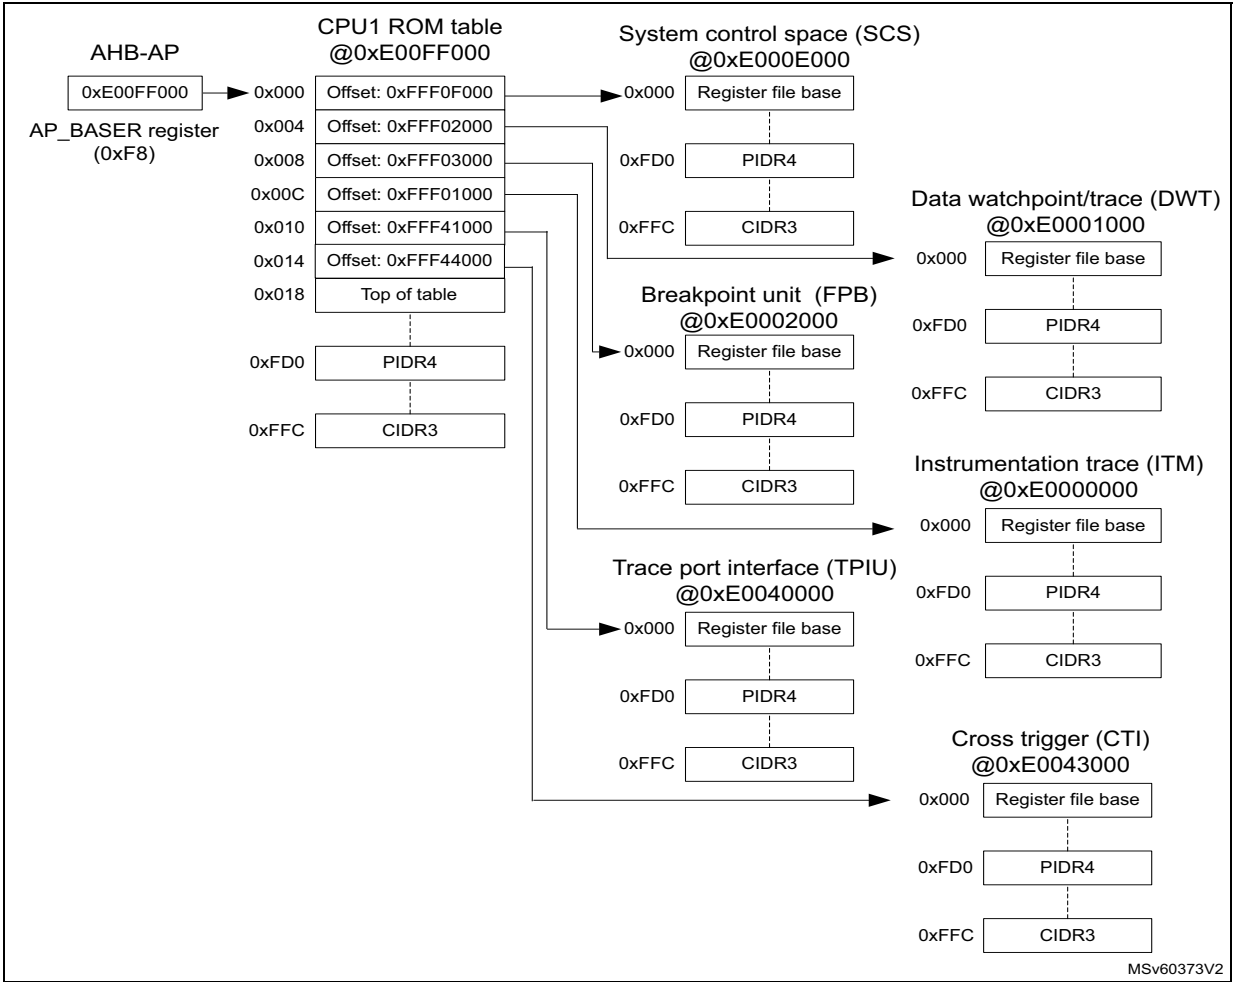 AHB-AP
0xE00FF000
AP_BASER register
(0xF8)
CPU1 ROM table
@0xE00FF000
0x000 Offset: 0xFFF0F000
0x004 Offset: 0xFFF02000
0x008 Offset: 0xFFF03000
0x00C Offset: 0xFFF01000
0x010 Offset: 0xFFF41000
0x014 Offset: 0xFFF44000
0x018 Top of table
0xFD0 PIDR4
0xFFC CIDR3
System control space (SCS)
@0xE000E000
0x000 Register file base
0xFD0 PIDR4
0xFFC CIDR3
Data watchpoint/trace (DWT)
@0xE0001000
0x000 Register file base
0xFD0 PIDR4
0xFFC CIDR3
Breakpoint unit (FPB)
@0xE0002000
0x000 Register file base
0xFD0 PIDR4
0xFFC CIDR3
Instrumentation trace (ITM)
@0xE0000000
0x000 Register file base
0xFD0 PIDR4
0xFFC CIDR3
Trace port interface (TPIU)
@0xE0040000
0x000 Register file base
0xFD0 PIDR4
0xFFC CIDR3
Cross trigger (CTI)
@0xE0043000
0x000 Register file base
0xFD0 PIDR4
0xFFC CIDR3
MSv60373V2